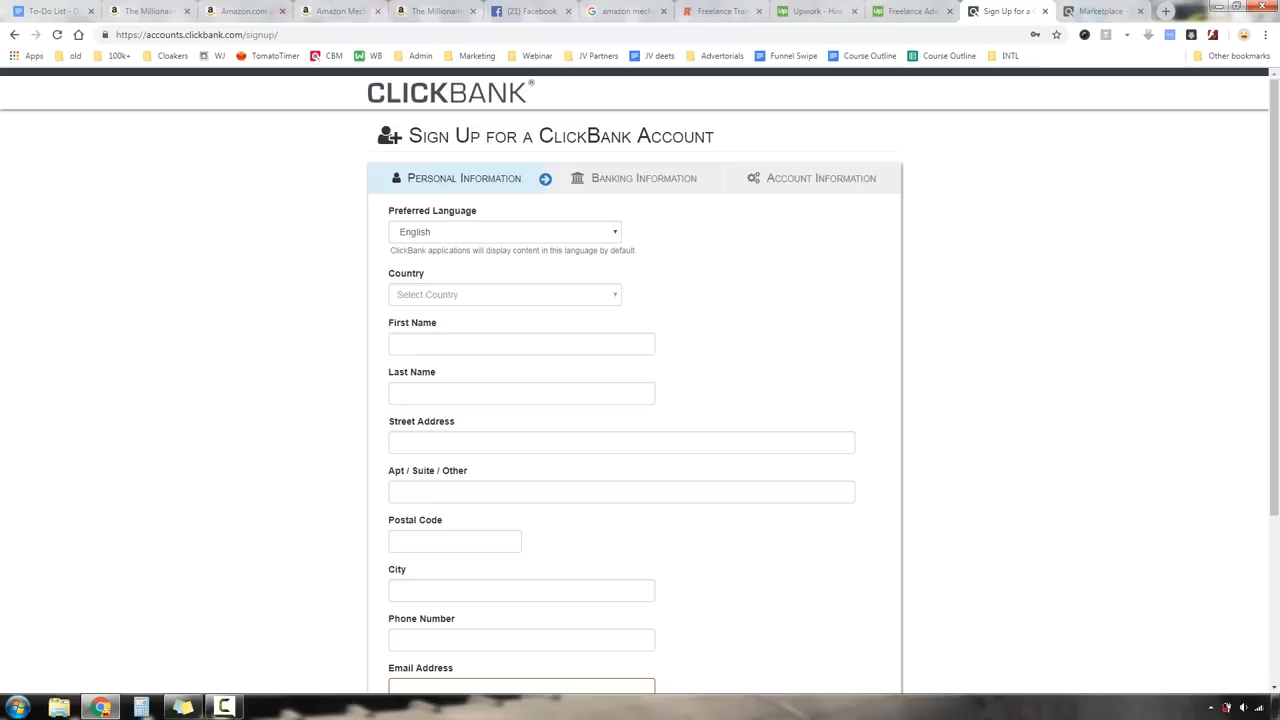 To-Do List - G
The Millionaire
Amazon.com
Amazon Mech
The Millionaire
(21) Facebook
amazon mech
Freelance Tra
Upwork - Hire
Freelance Adv
Sign Up for a C
Marketplace -
https://accounts.clickbank.com/signup/
Apps
old
100k+
Cloakers
WJ
TomatoTimer
CBM
WB
Admin
Marketing
Webinar
JV Partners
JV deets
Advertorials
Funnel Swipe
Course Outline
Course Outline
INTL
Other bookmarks
CLICKBANK®
Sign Up for a ClickBank Account
Personal Information
Banking Information
Account Information
Preferred Language
English
ClickBank applications will display content in this language by default.
Country
Select Country
First Name
Last Name
Street Address
Apt / Suite / Other
Postal Code
City
Phone Number
Email Address